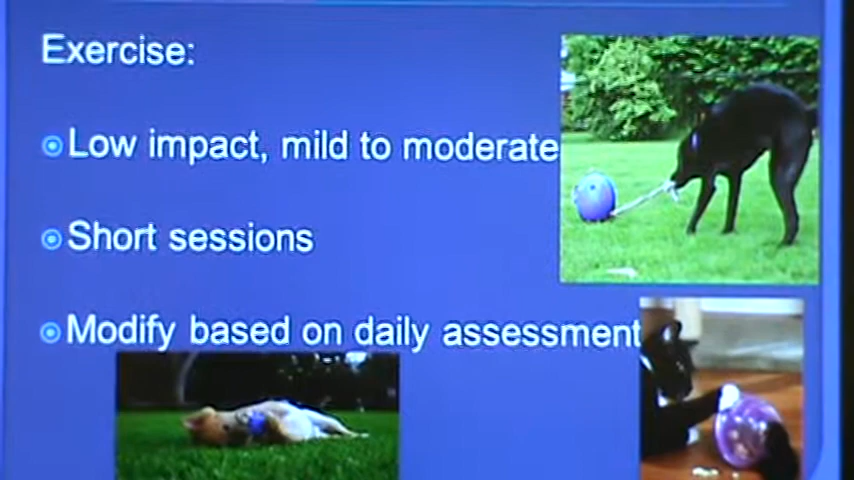 Exercise:
Low impact, mild to moderate
Short sessions
Modify based on daily assessment